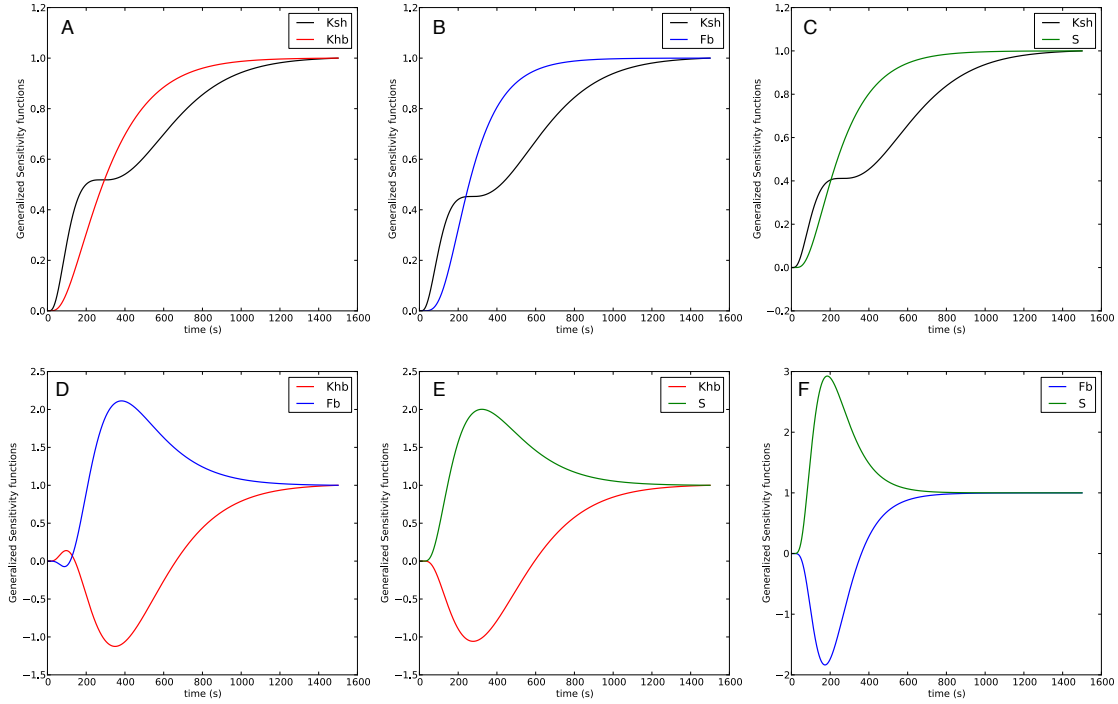 A
Ksh
Khb
Generalized Sensitivity functions
1.2
1.0
0.8
0.6
0.4
0.2
0.0
0 200 400 600 800 1000 1200 1400 1600
time (s)
B
Ksh
Fb
Generalized Sensitivity functions
1.2
1.0
0.8
0.6
0.4
0.2
0.0
0 200 400 600 800 1000 1200 1400 1600
time (s)
C
Ksh
S
Generalized Sensitivity functions
1.2
1.0
0.8
0.6
0.4
0.2
0.0
−0.2
0 200 400 600 800 1000 1200 1400 1600
time (s)
D
Khb
Fb
Generalized Sensitivity functions
2.5
2.0
1.5
1.0
0.5
0.0
−0.5
−1.0
−1.5
0 200 400 600 800 1000 1200 1400 1600
time (s)
E
Khb
S
Generalized Sensitivity functions
2.5
2.0
1.5
1.0
0.5
0.0
−0.5
−1.0
−1.5
0 200 400 600 800 1000 1200 1400 1600
time (s)
F
Fb
S
Generalized Sensitivity functions
3
2
1
0
−1
−2
0 200 400 600 800 1000 1200 1400 1600
time (s)